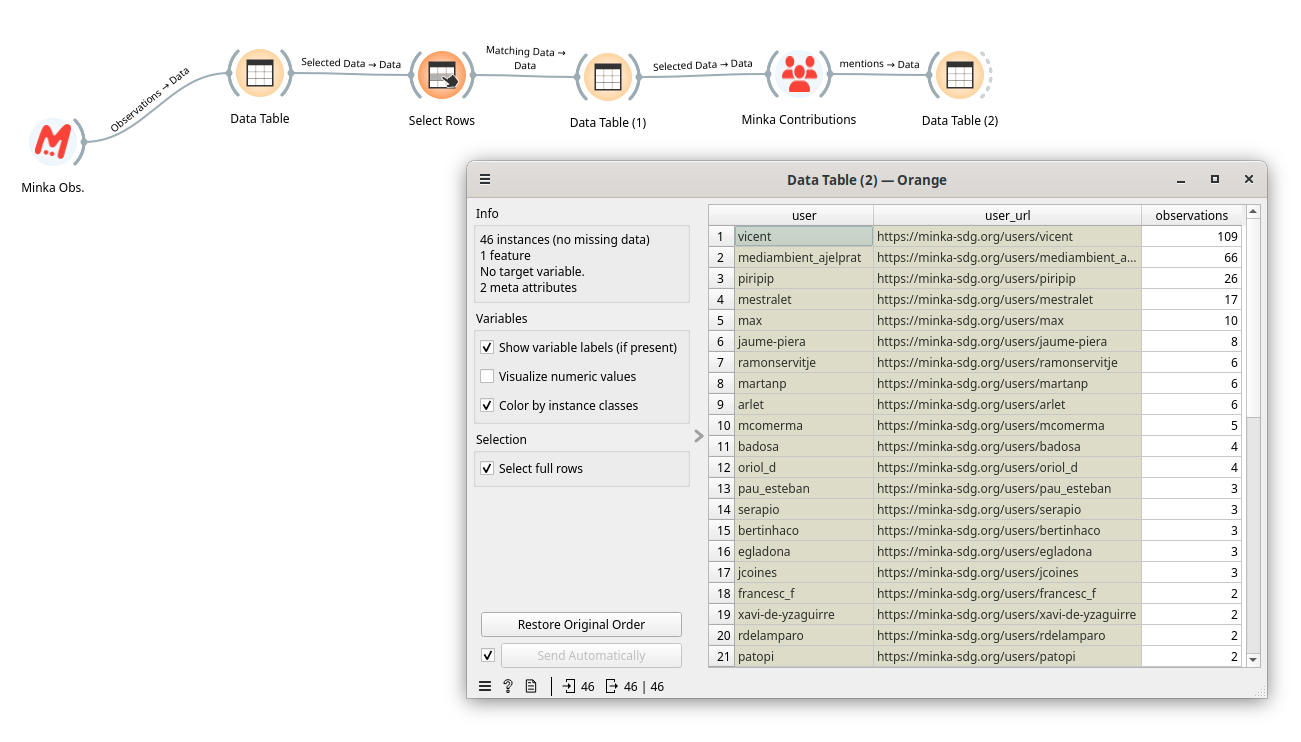 Observations → Data
Selected Data → Data
Matching Data →
Data
Selected Data → Data
mentions → Data
Minka Obs.
Data Table
Select Rows
Data Table (1)
Minka Contributions
Data Table (2)
Data Table (2) — Orange
Info
46 instances (no missing data)
1 feature
No target variable.
2 meta attributes
Variables
Show variable labels (if present)
Visualize numeric values
Color by instance classes
Selection
Select full rows
Restore Original Order
Send Automatically
46 46 | 46
user user_url observations
1 vicent https://minka-sdg.org/users/vicent 109
2 mediambient_ajelprat https://minka-sdg.org/users/mediambient_a... 66
3 piripip https://minka-sdg.org/users/piripip 26
4 mestralet https://minka-sdg.org/users/mestralet 17
5 max https://minka-sdg.org/users/max 10
6 jaume-piera https://minka-sdg.org/users/jaume-piera 8
7 ramonservitje https://minka-sdg.org/users/ramonservitje 6
8 martanp https://minka-sdg.org/users/martanp 6
9 arlet https://minka-sdg.org/users/arlet 6
10 mcomerma https://minka-sdg.org/users/mcomerma 5
11 badosa https://minka-sdg.org/users/badosa 4
12 oriol_d https://minka-sdg.org/users/oriol_d 4
13 pau_esteban https://minka-sdg.org/users/pau_esteban 3
14 serapio https://minka-sdg.org/users/serapio 3
15 bertinhaco https://minka-sdg.org/users/bertinhaco 3
16 egladona https://minka-sdg.org/users/egladona 3
17 jcoines https://minka-sdg.org/users/jcoines 3
18 francesc_f https://minka-sdg.org/users/francesc_f 2
19 xavi-de-yzaguirre https://minka-sdg.org/users/xavi-de-yzaguirre 2
20 rdelamparo https://minka-sdg.org/users/rdelamparo 2
21 patopi https://minka-sdg.org/users/patopi 2